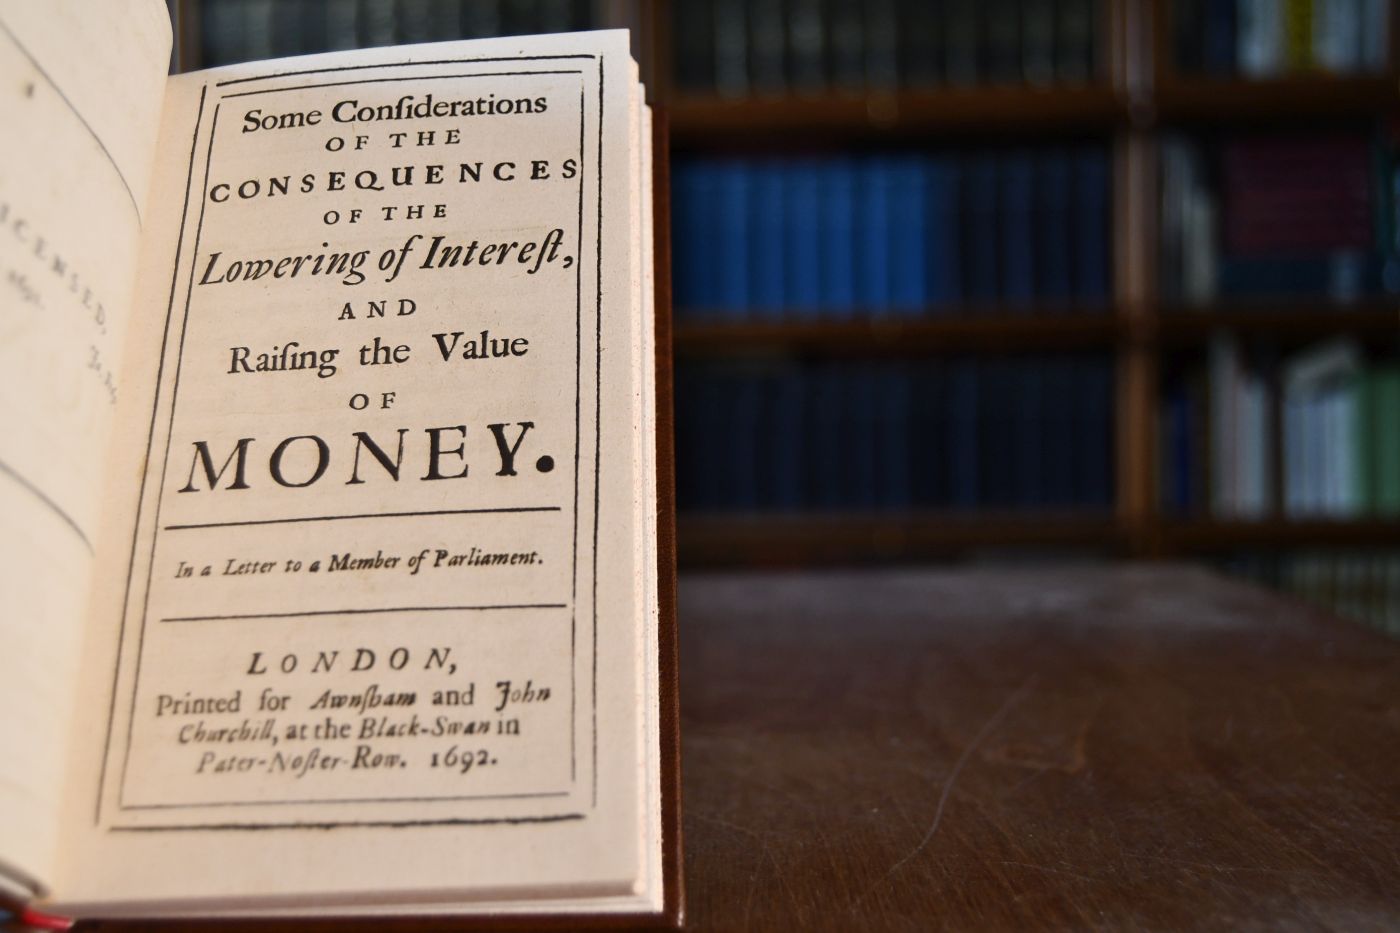 ICENSED,
1691.
Some Conſiderations
OF THE
CONSEQUENCES
OF THE
Lowering of Intereſt,
AND
Raiſing the Value
OF
MONEY.
In a Letter to a Member of Parliament.
LONDON,
Printed for Awnſham and John
Churchill, at the Black-Swan in
Pater-Noſter-Row. 1692.